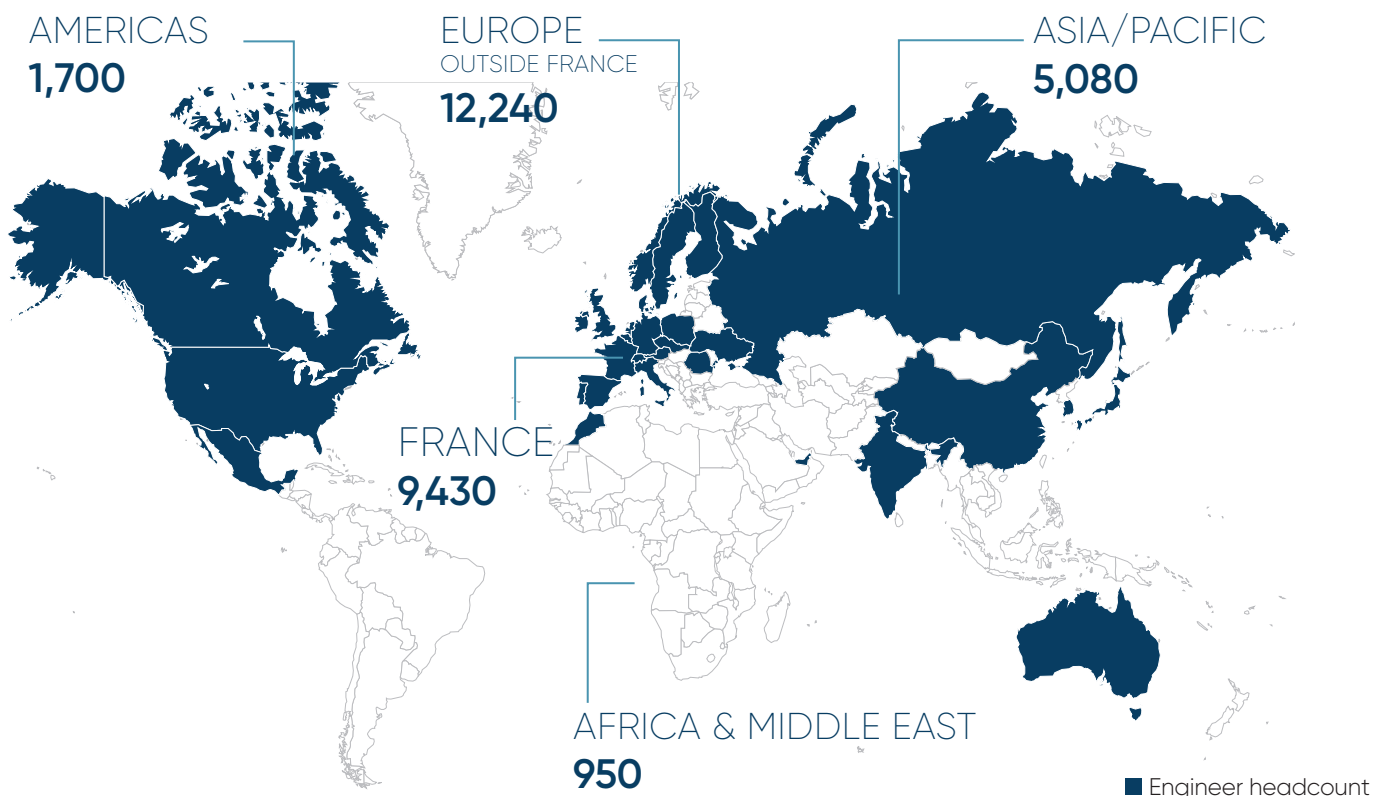 AMERICAS
1,700
EUROPE
OUTSIDE FRANCE
12,240
ASIA/PACIFIC
5,080
FRANCE
9,430
AFRICA & MIDDLE EAST
950
Engineer headcount